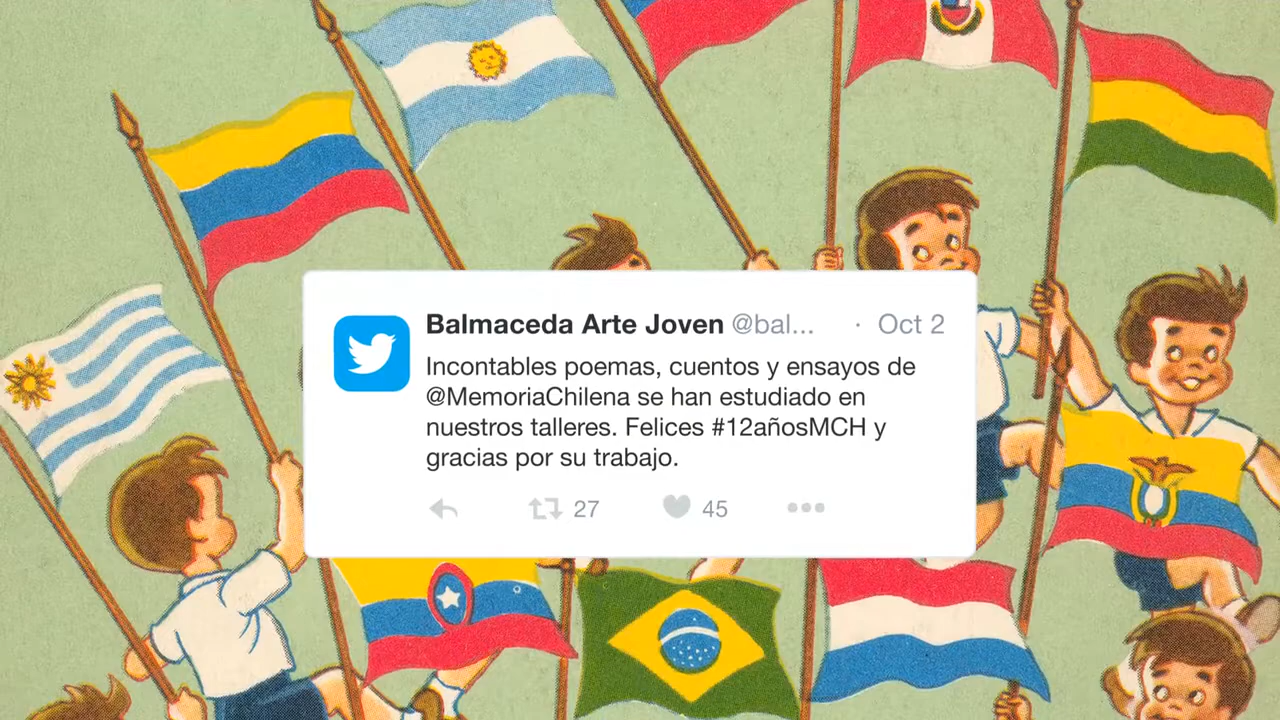 Balmaceda Arte Joven @bal... · Oct 2
Incontables poemas, cuentos y ensayos de
@MemoriaChilena se han estudiado en
nuestros talleres. Felices #12añosMCH y
gracias por su trabajo.
27 45